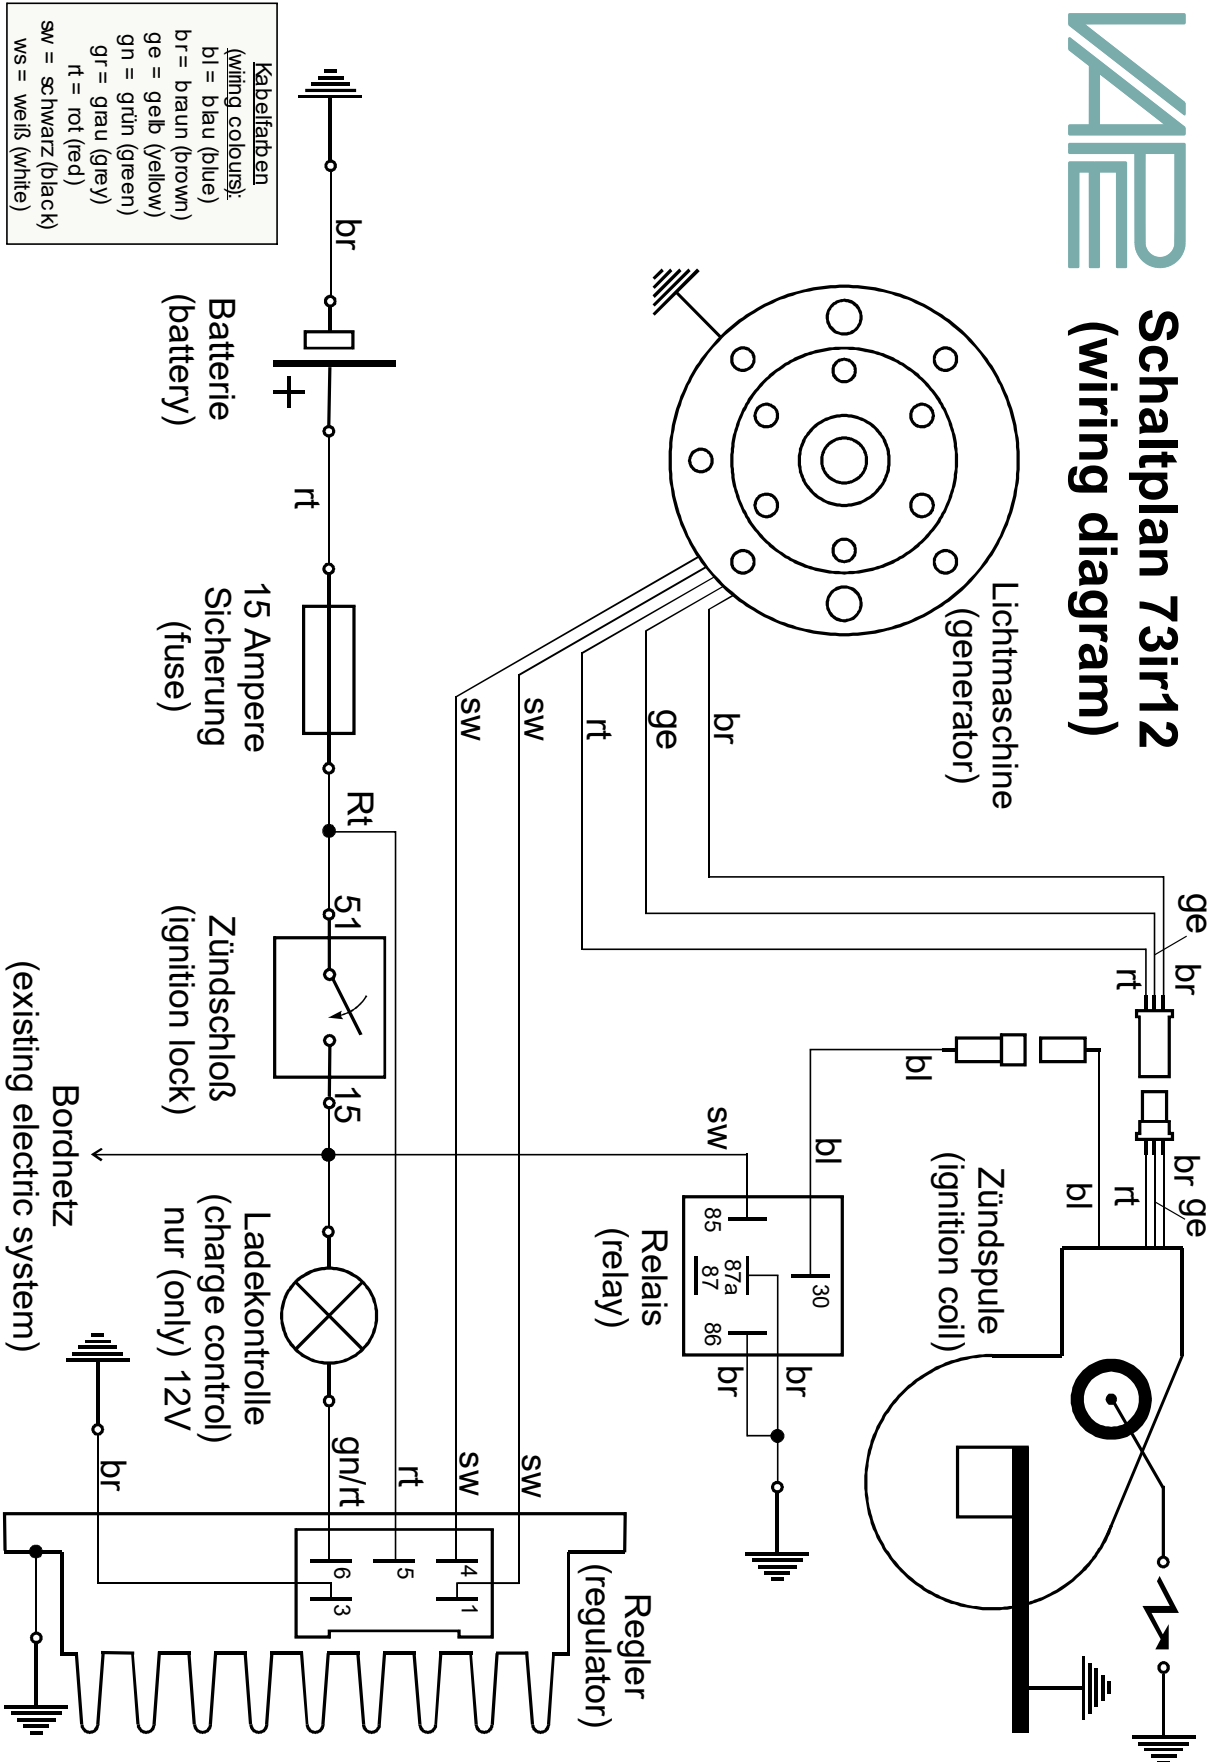 VAPE
Schaltplan 73ir12
(wiring diagram)
Lichtmaschine
(generator)
ge
br
rt
br
ge
rt
bl
bl
bl
Zündspule
(ignition coil)
br
ge
rt
sw
sw
sw
30
85
87a
87
86
br
br
Relais
(relay)
sw
sw
rt
gn/rt
4
1
5
6
3
Regler
(regulator)
br
br
Batterie
(battery)
+
rt
15 Ampere
Sicherung
(fuse)
Rt
51
15
Zündschloß
(ignition lock)
Ladekontrolle
(charge control)
nur (only) 12V
Bordnetz
(existing electric system)
Kabelfarben
(wiring colours):
bl = blau (blue)
br = braun (brown)
ge = gelb (yellow)
gn = grün (green)
gr = grau (grey)
rt = rot (red)
sw = schwarz (black)
ws = weiß (white)